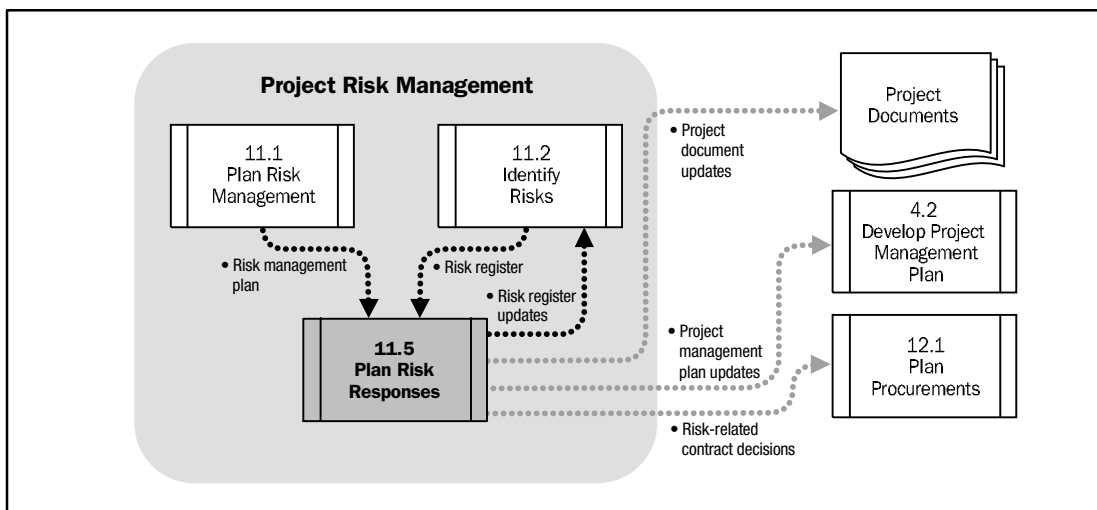 Project Risk Management
11.1
Plan Risk
Management
11.2
Identify
Risks
• Risk management
plan
• Risk register
• Risk register
updates
11.5
Plan Risk
Responses
• Project
document
updates
• Project
management
plan updates
• Risk-related
contract decisions
Project
Documents
4.2
Develop Project
Management
Plan
12.1
Plan
Procurements